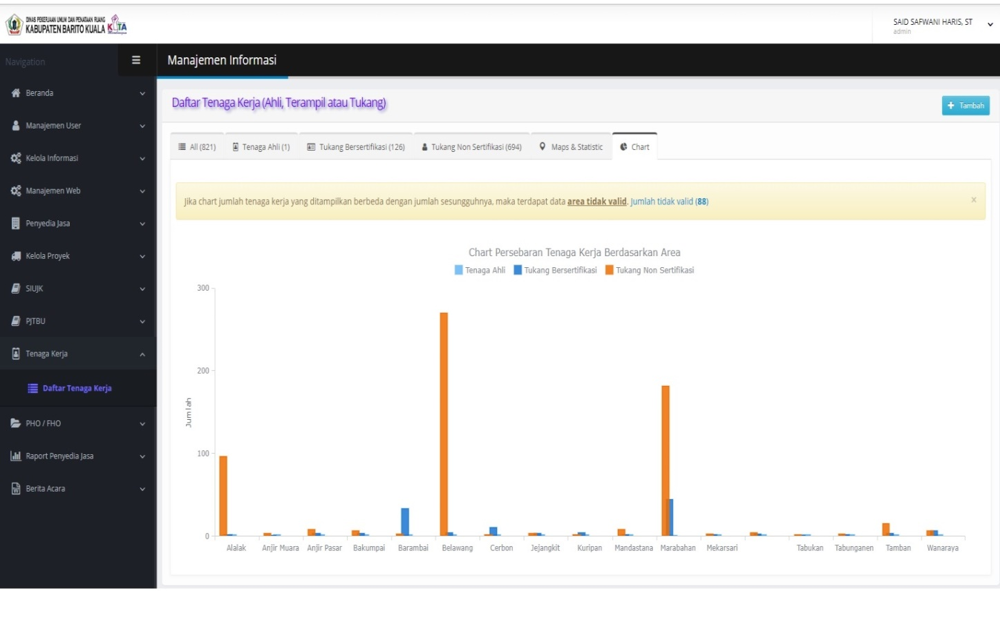 DINAS PEKERJAAN UMUM DAN PENATAAN RUANG
KABUPATEN BARITO KUALA
SAID SAFWANI HARIS, ST
admin
Navigation
Manajemen Informasi
Beranda
Manajemen User
Kelola Informasi
Manajemen Web
Penyedia Jasa
Kelola Proyek
SIUJK
PJTBU
Tenaga Kerja
Daftar Tenaga Kerja
PHO / FHO
Raport Penyedia Jasa
Berita Acara
Daftar Tenaga Kerja (Ahli, Terampil atau Tukang)
+ Tambah
All (821) Tenaga Ahli (1) Tukang Bersertifikasi (126) Tukang Non Sertifikasi (694) Maps & Statistic Chart
Jika chart jumlah tenaga kerja yang ditampilkan berbeda dengan jumlah sesungguhnya, maka terdapat data area tidak valid. Jumlah tidak valid (88) ×
Chart Persebaran Tenaga Kerja Berdasarkan Area
Tenaga Ahli Tukang Bersertifikasi Tukang Non Sertifikasi
300
200
100
0
Jumlah
Alalak Anjir Muara Anjir Pasar Bakumpai Barambai Belawang Cerbon Jejangkit Kuripan Mandastana Marabahan Mekarsari Tabukan Tabunganen Tamban Wanaraya